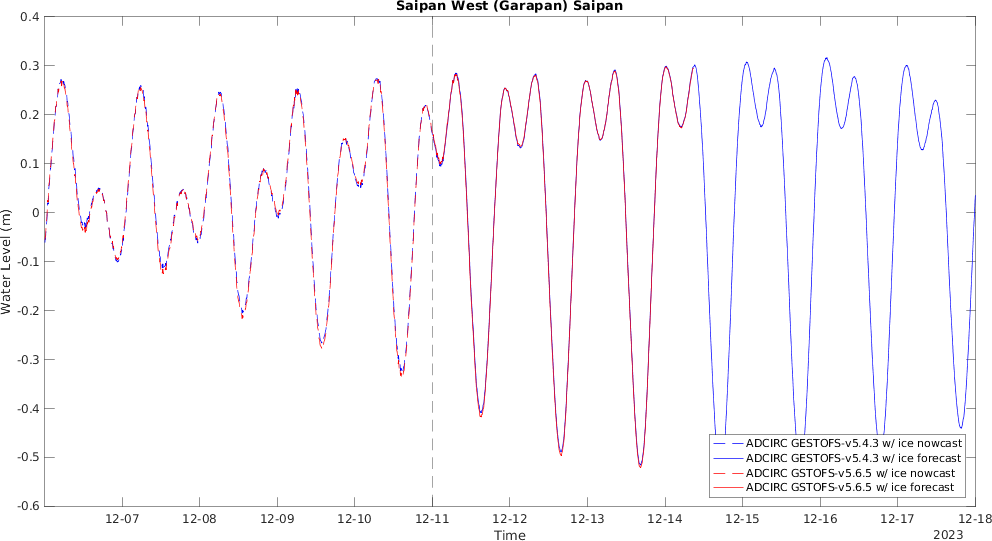 Saipan West (Garapan) Saipan
0.4
0.3
0.2
0.1
0
-0.1
-0.2
-0.3
-0.4
-0.5
-0.6
Water Level (m)
ADCIRC GESTOFS-v5.4.3 w/ ice nowcast
ADCIRC GESTOFS-v5.4.3 w/ ice forecast
ADCIRC GSTOFS-v5.6.5 w/ ice nowcast
ADCIRC GSTOFS-v5.6.5 w/ ice forecast
12-07 12-08 12-09 12-10 12-11 12-12 12-13 12-14 12-15 12-16 12-17 12-18
Time
2023